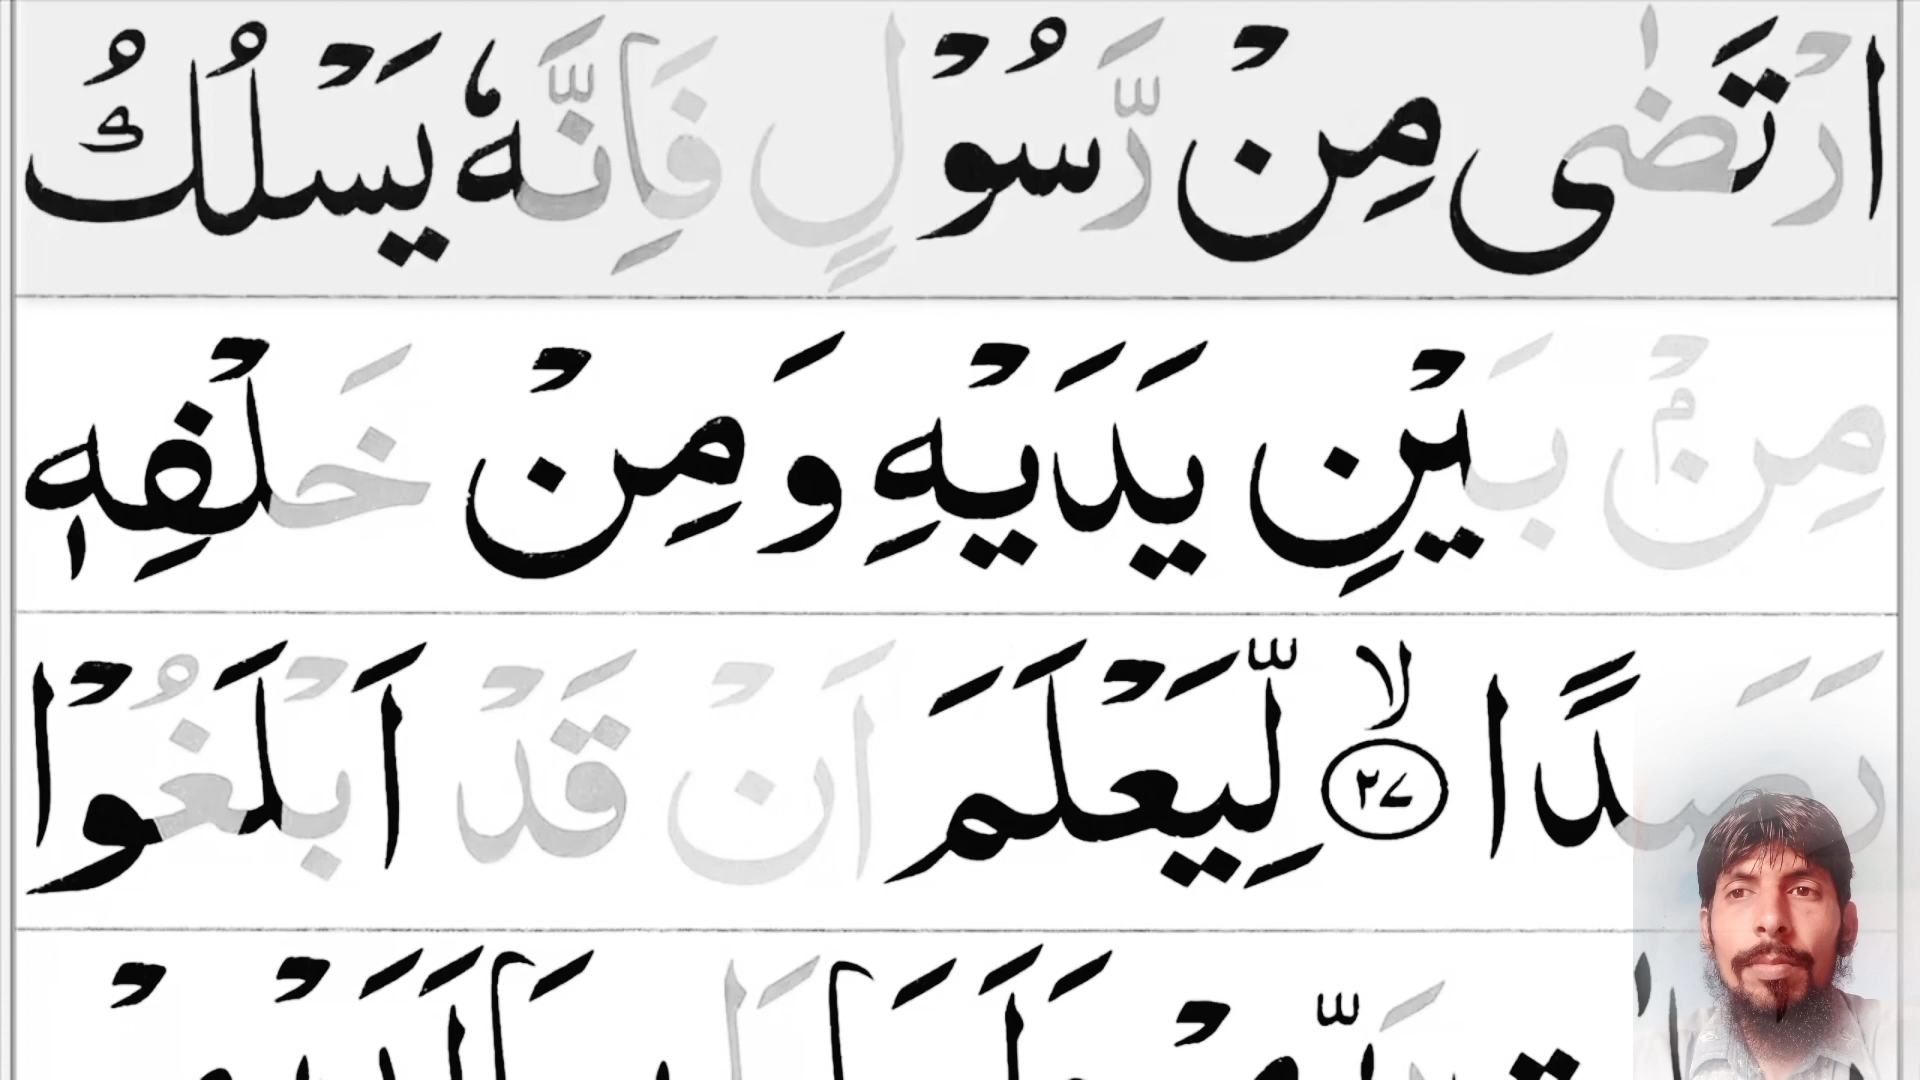 ارْتَضٰى مِنْ رَّسُوْلٍ فَاِنَّهٗ يَسْلُكُ
مِنْۢ بَيْنِ يَدَيْهِ وَمِنْ خَلْفِهٖ
رَصَدًا ۙ‏﴿۲۷﴾ لِّيَعْلَمَ اَنْ قَدْ اَبْلَغُوْا